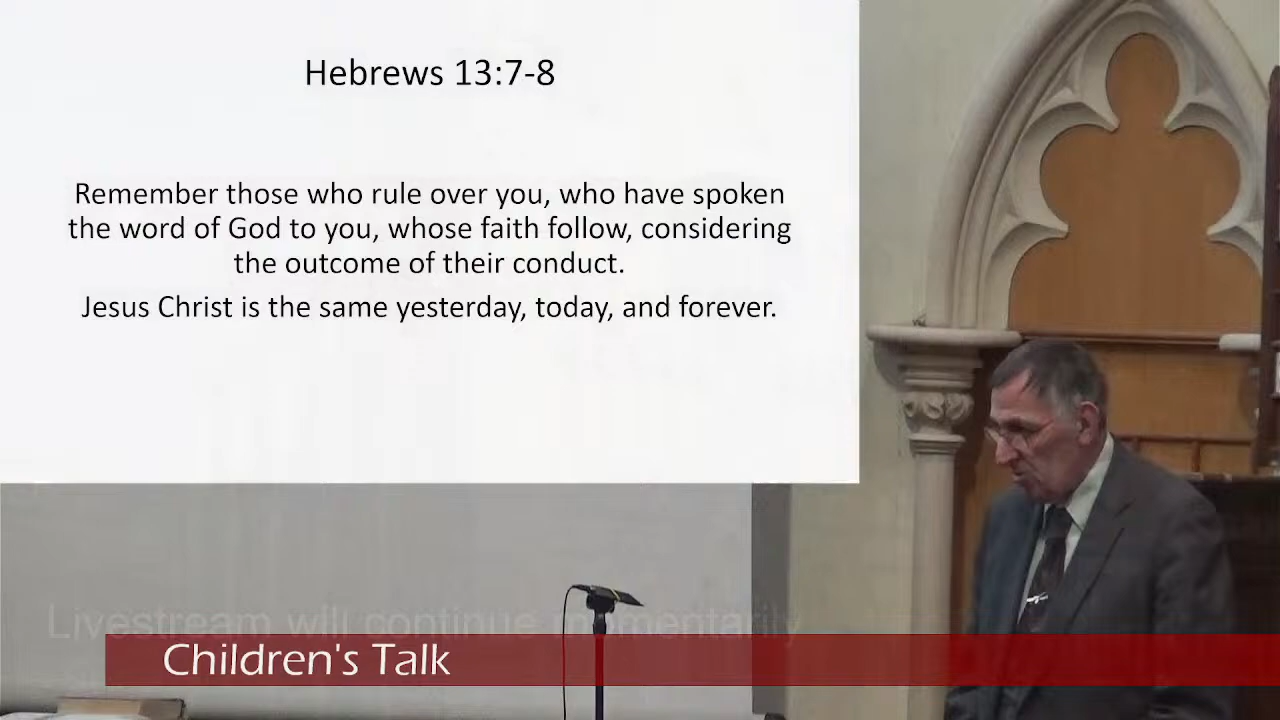 Hebrews 13:7-8
Remember those who rule over you, who have spoken
the word of God to you, whose faith follow, considering
the outcome of their conduct.
Jesus Christ is the same yesterday, today, and forever.
Livestream will continue momentarily
Children's Talk